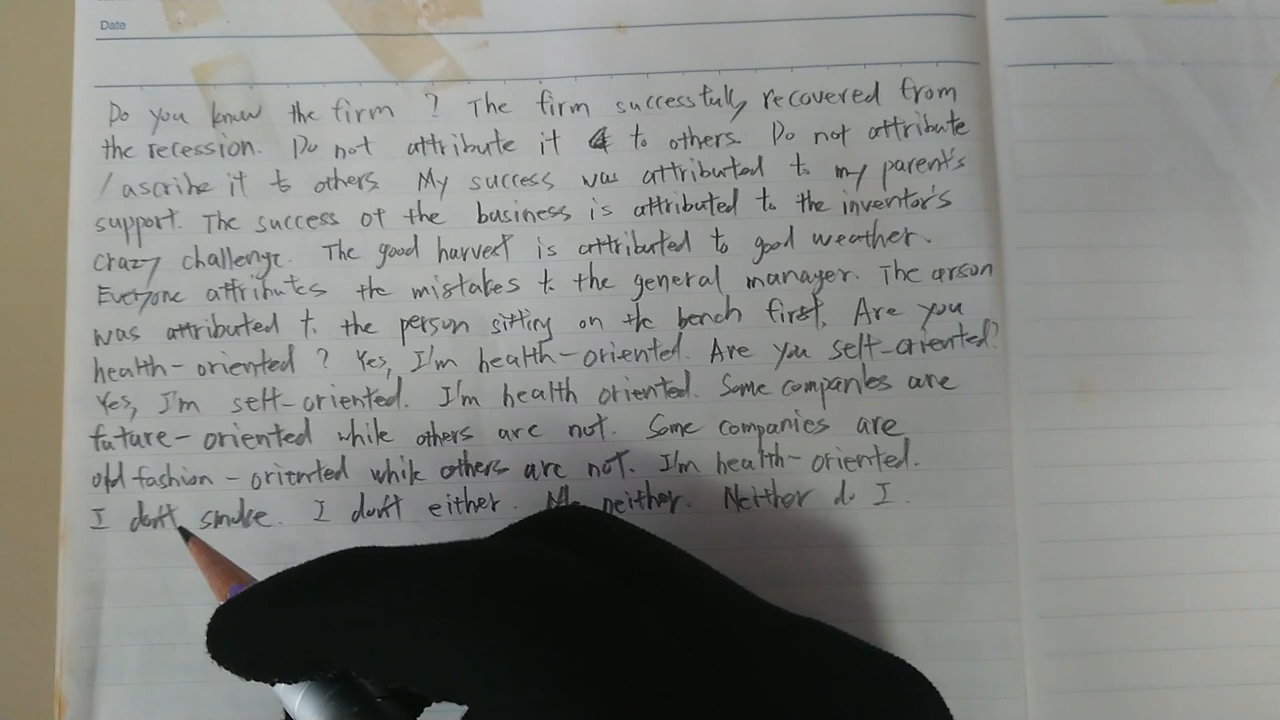 Date
Do you know the firm ? The firm successfully recovered from
the recession. Do not attribute it to others. Do not attribute
/ ascribe it to others My success was attributed to my parent's
support. The success of the business is attributed to the inventor's
crazy challenge. The good harvest is attributed to good weather.
Everyone attributes the mistakes to the general manager. The arson
was attributed to the person sitting on the bench first. Are you
health-oriented ? Yes, I'm health-oriented. Are you self-oriented?
Yes, I'm self-oriented. I'm health oriented. Some companies are
future-oriented while others are not. Some companies are
old fashion-oriented while others are not. I'm health-oriented.
I don't smoke. I don't either. Me neither. Neither do I.